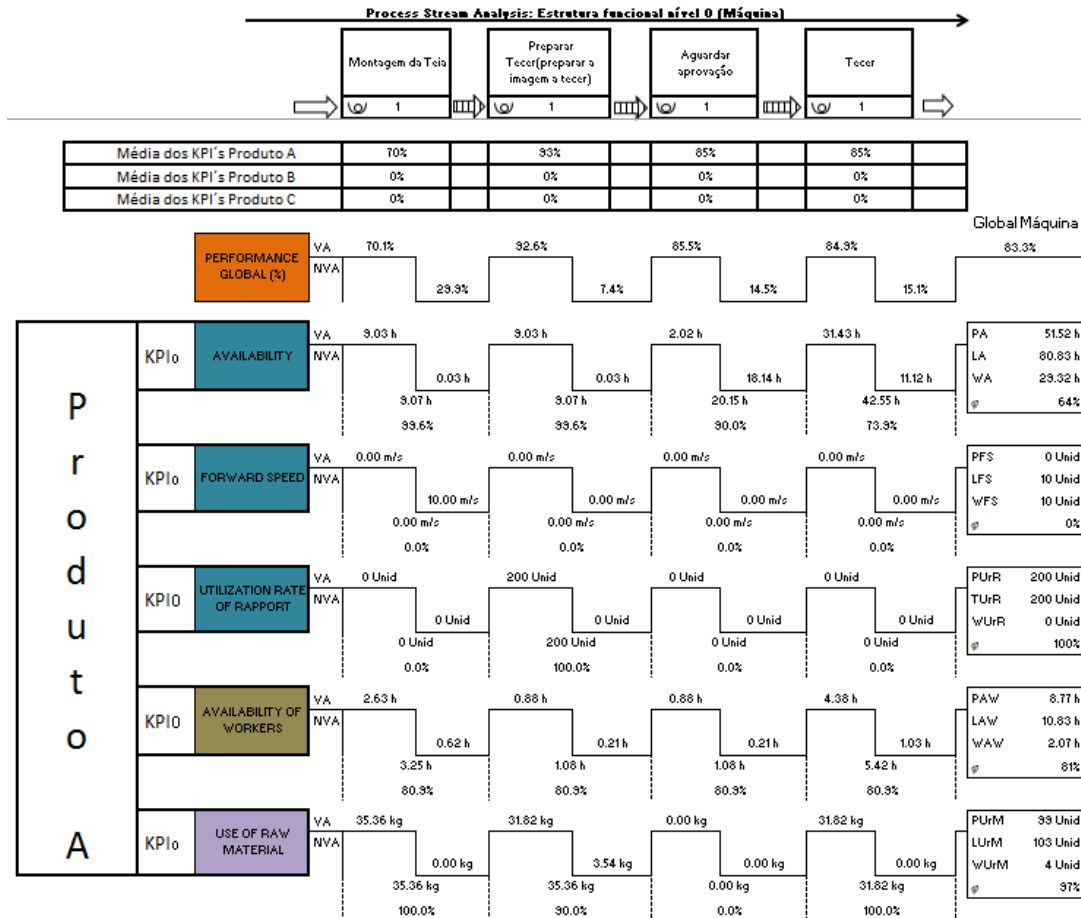 Process Stream Analysis: Estrutura funcional nível 0 (Máquina)
Montagem da Teia
Preparar
Tecer(preparar a
imagem a tecer)
Aguardar
aprovação
Tecer
1 1 1 1
Média dos KPI´s Produto A 70% 93% 85% 85%
Média dos KPI´s Produto B 0% 0% 0% 0%
Média dos KPI´s Produto C 0% 0% 0% 0%
Global Máquina
PERFORMANCE
GLOBAL (%)
VA 70.1% 92.6% 85.5% 84.9% 83.3%
NVA 29.9% 7.4% 14.5% 15.1%
Produto A
KPIo AVAILABILITY
VA 9.03 h 9.03 h 2.02 h 31.43 h
NVA 0.03 h 0.03 h 18.14 h 11.12 h
9.07 h 9.07 h 20.15 h 42.55 h
99.6% 99.6% 90.0% 73.9%
PA 51.52 h
LA 80.83 h
WA 29.32 h
φ 64%
KPIo FORWARD SPEED
VA 0.00 m/s 0.00 m/s 0.00 m/s 0.00 m/s
NVA 10.00 m/s 0.00 m/s 0.00 m/s 0.00 m/s
0.00 m/s 0.00 m/s 0.00 m/s 0.00 m/s
0.0% 0.0% 0.0% 0.0%
PFS 0 Unid
LFS 10 Unid
WFS 10 Unid
φ 0%
KPI0 UTILIZATION RATE
OF RAPPORT
VA 0 Unid 200 Unid 0 Unid 0 Unid
NVA 0 Unid 0 Unid 0 Unid 0 Unid
0 Unid 200 Unid 0 Unid 0 Unid
0.0% 100.0% 0.0% 0.0%
PUrR 200 Unid
TUrR 200 Unid
WUrR 0 Unid
φ 100%
KPI0 AVAILABILITY OF
WORKERS
VA 2.63 h 0.88 h 0.88 h 4.38 h
NVA 0.62 h 0.21 h 0.21 h 1.03 h
3.25 h 1.08 h 1.08 h 5.42 h
80.9% 80.9% 80.9% 80.9%
PAW 8.77 h
LAW 10.83 h
WAW 2.07 h
φ 81%
KPIo USE OF RAW
MATERIAL
VA 35.36 kg 31.82 kg 0.00 kg 31.82 kg
NVA 0.00 kg 3.54 kg 0.00 kg 0.00 kg
35.36 kg 35.36 kg 0.00 kg 31.82 kg
100.0% 90.0% 0.0% 100.0%
PUrM 99 Unid
LUrM 103 Unid
WUrM 4 Unid
φ 97%